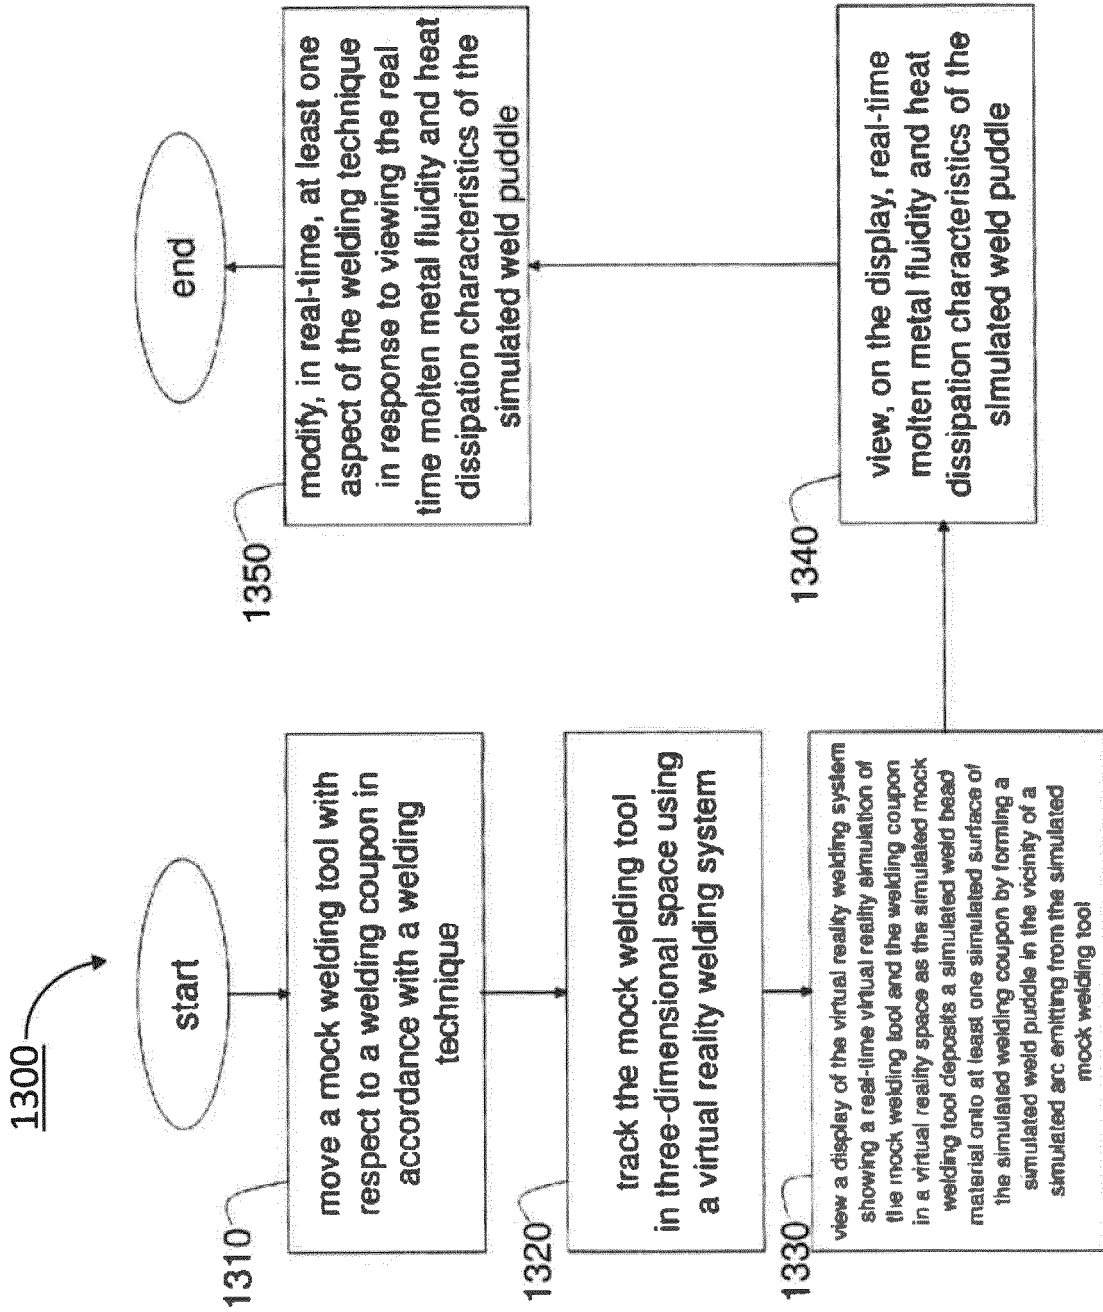 1300
start
1310
move a mock welding tool with
respect to a welding coupon in
accordance with a welding
technique
1320
track the mock welding tool
in three-dimensional space using
a virtual reality welding system
1330
view a display of the virtual reality welding system
showing a real-time virtual reality simulation of
the mock welding tool and the welding coupon
in a virtual reality space as the simulated mock
welding tool deposits a simulated weld bead
material onto at least one simulated surface of
the simulated welding coupon by forming a
simulated weld puddle in the vicinity of a
simulated arc emitting from the simulated
mock welding tool
1340
view, on the display, real-time
molten metal fluidity and heat
dissipation characteristics of the
simulated weld puddle
1350
modify, in real-time, at least one
aspect of the welding technique
in response to viewing the real
time molten metal fluidity and heat
dissipation characteristics of the
simulated weld puddle
end